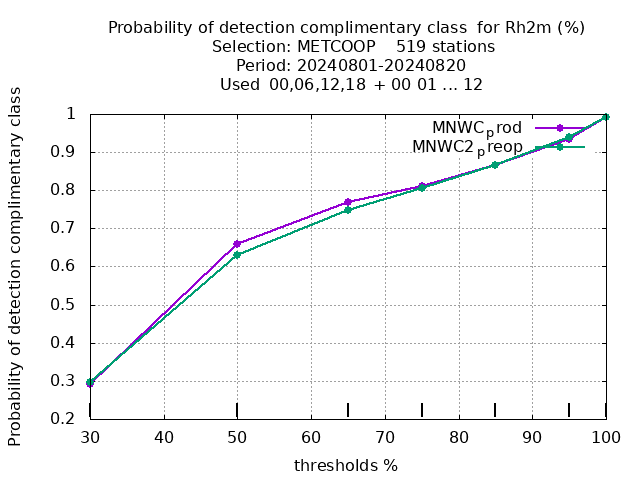 Probability of detection complimentary class  for Rh2m (%)
Selection: METCOOP    519 stations
Period: 20240801-20240820
Used  00,06,12,18  + 00 01 ... 12
Probability of detection complimentary class
1
0.9
0.8
0.7
0.6
0.5
0.4
0.3
0.2
MNWCprod
MNWC2preop
30 40 50 60 70 80 90 100
thresholds %